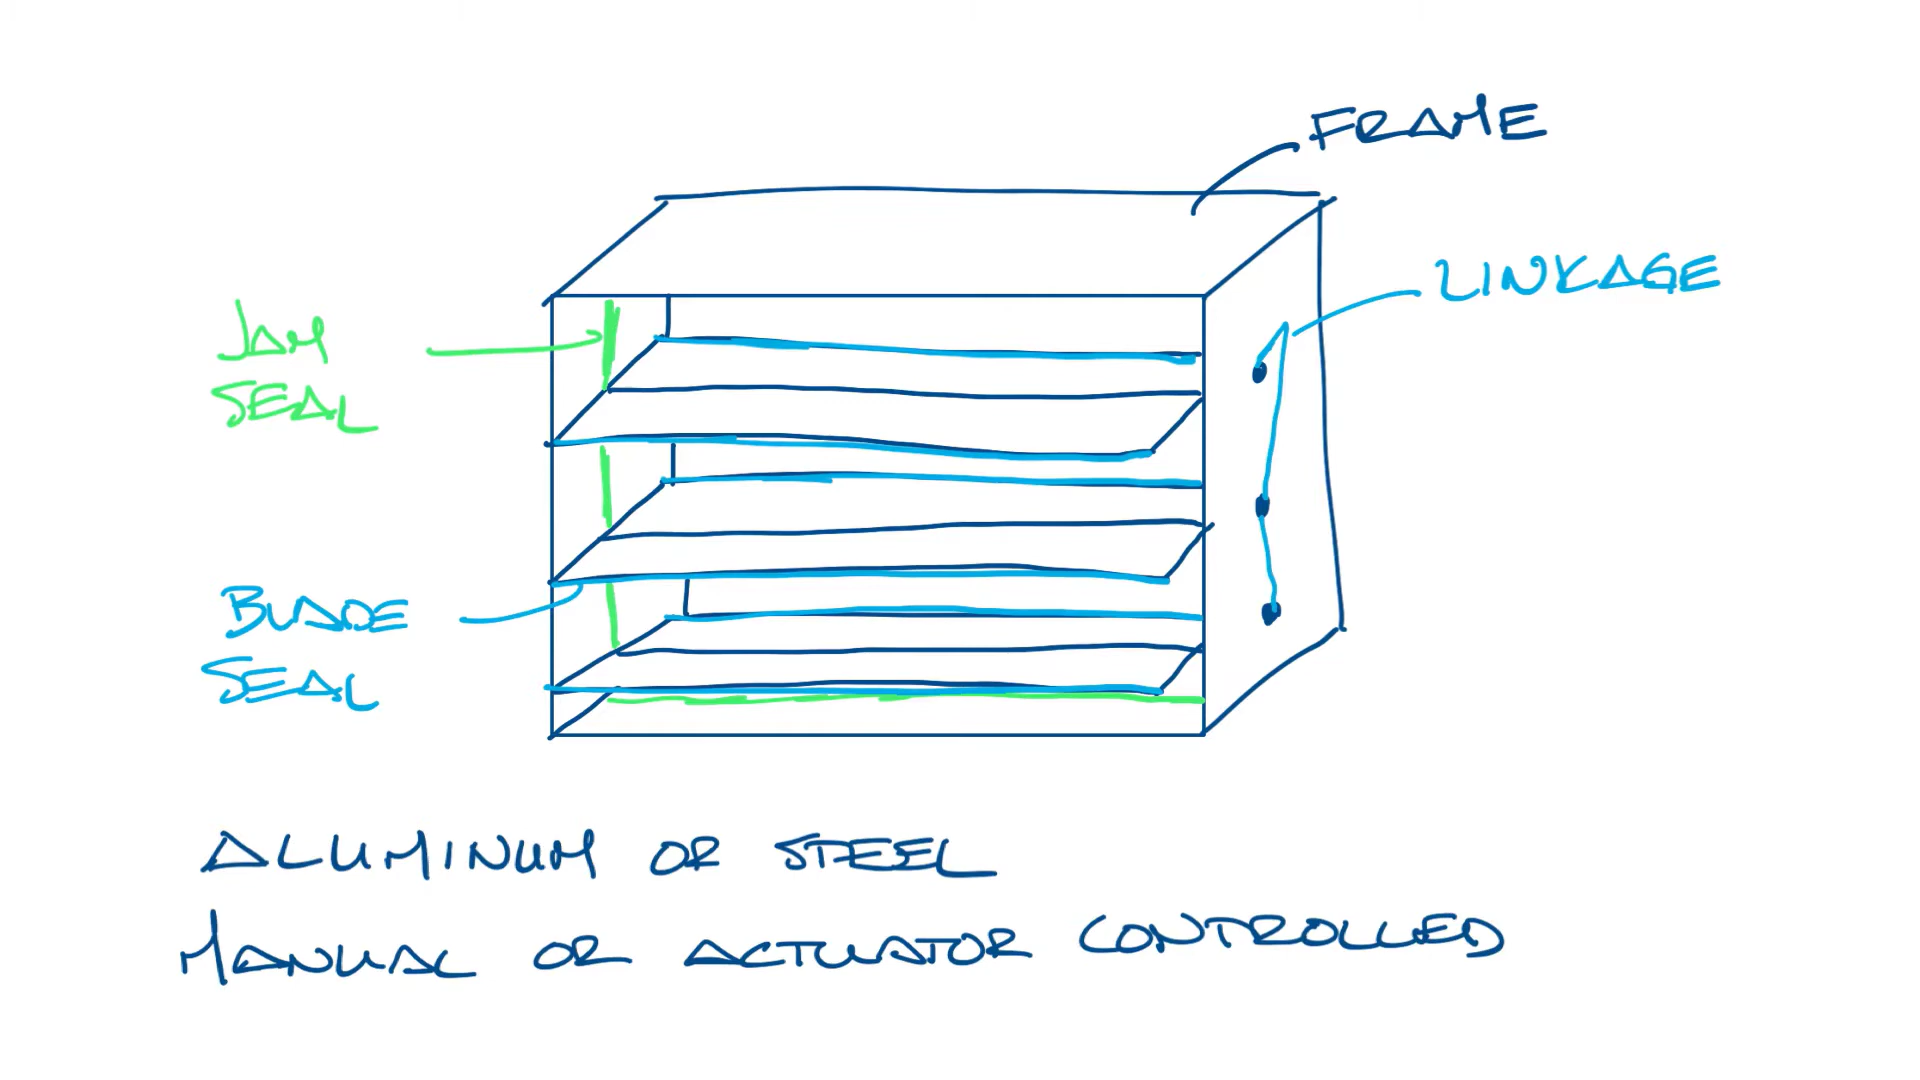 FRAME
LINKAGE
JAM
SEAL
BLADE
SEAL
ALUMINUM OR STEEL
MANUAL OR ACTUATOR CONTROLLED